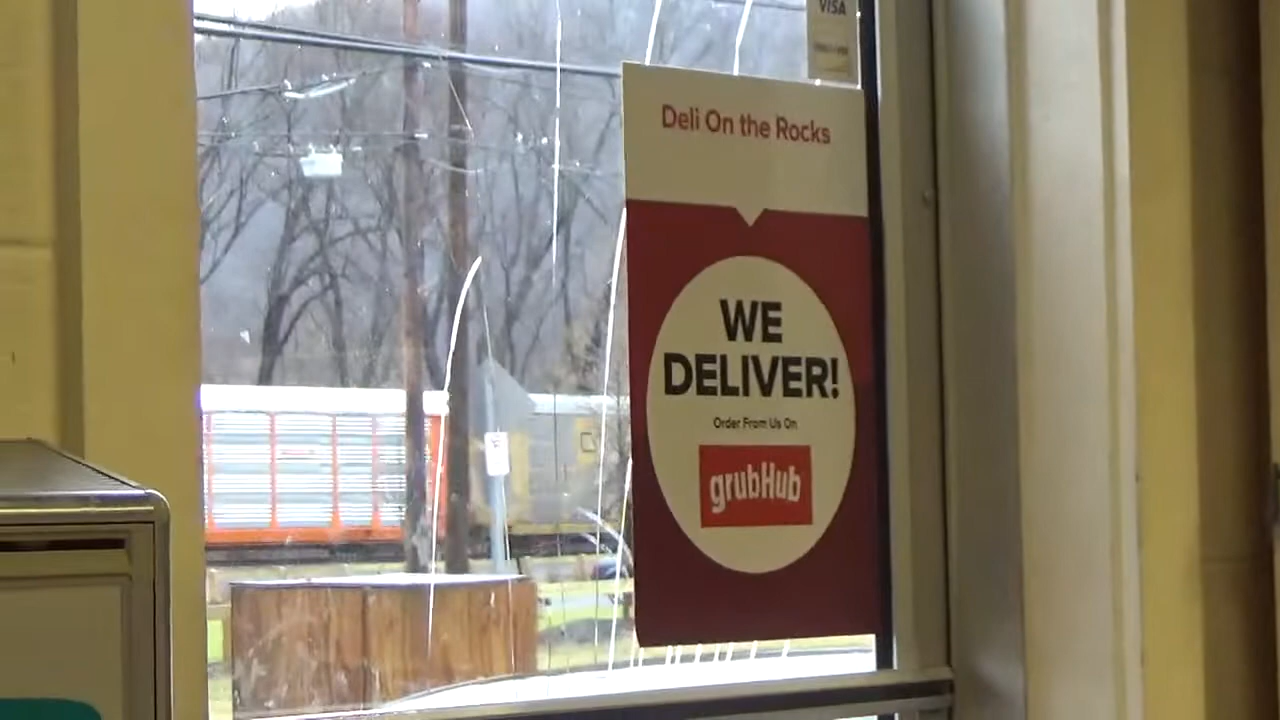 VISA
Deli On the Rocks
WE
DELIVER!
Order From Us On
grubHub